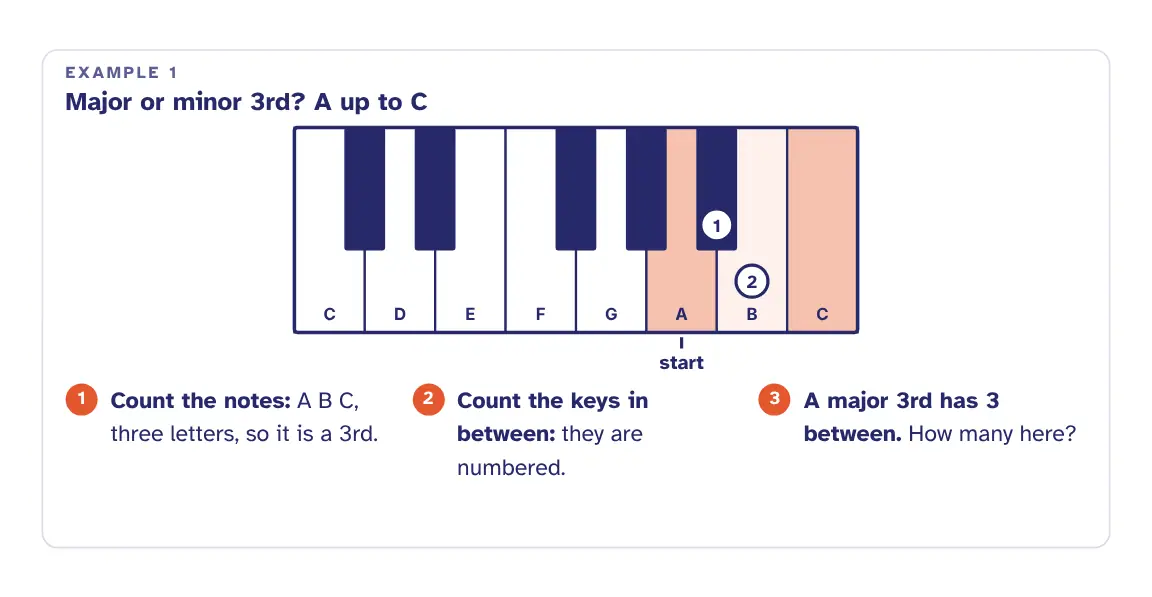 EXAMPLE 1
Major or minor 3rd? A up to C
1
2
C D E F G A B C
start
1 Count the notes: A B C,
three letters, so it is a 3rd.
2 Count the keys in
between: they are
numbered.
3 A major 3rd has 3
between. How many here?